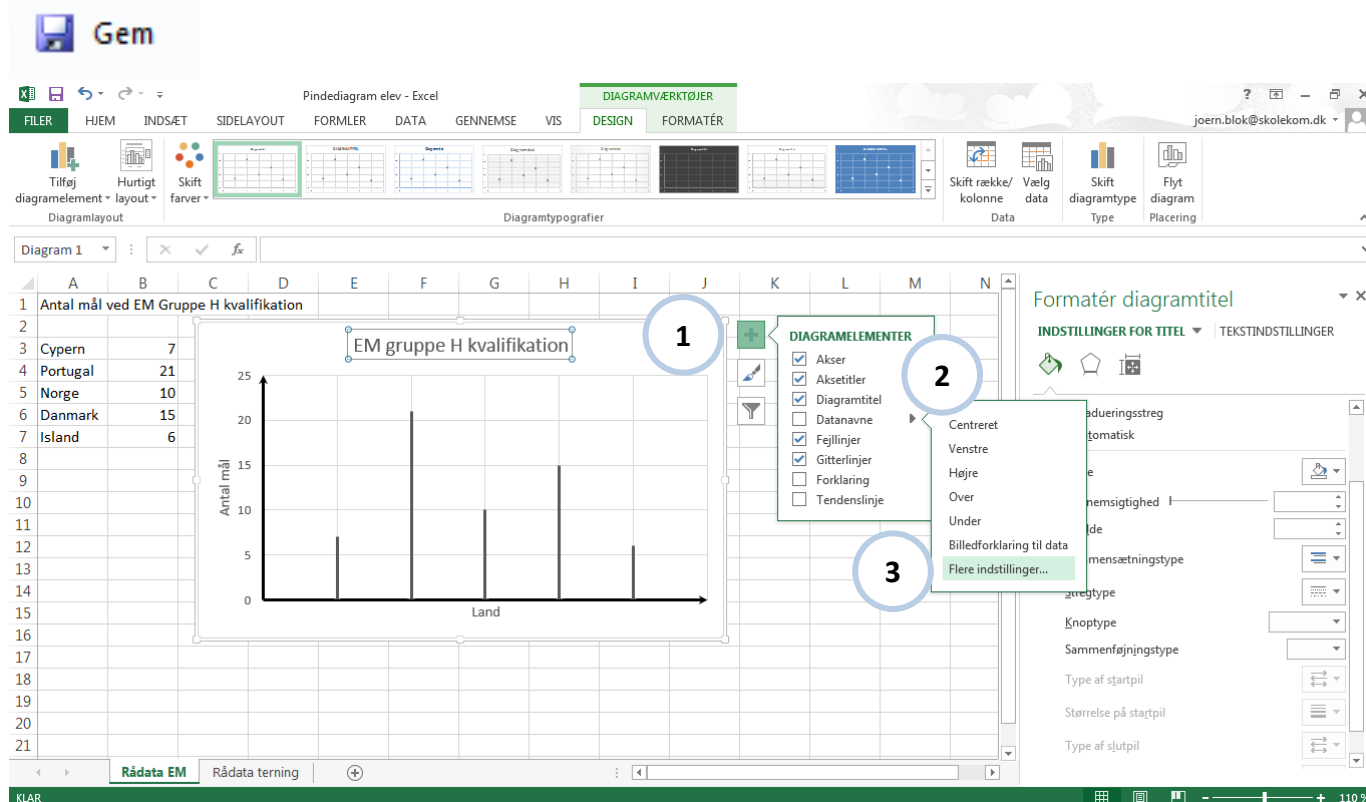 Gem
Pindediagram elev - Excel
DIAGRAMVÆRKTØJER
?
FILER HJEM INDSÆT SIDELAYOUT FORMLER DATA GENNEMSE VIS DESIGN FORMATÉR
joern.blok@skolekom.dk
Tilføj diagramelement
Hurtigt layout
Skift farver
Skift række/ kolonne
Vælg data
Skift diagramtype
Flyt diagram
Diagramlayout
Diagramtypografier
Data
Type
Placering
Diagram 1
fx
A B C D E F G H I J K L M N
1 Antal mål ved EM Gruppe H kvalifikation
2
3 Cypern 7
4 Portugal 21
5 Norge 10
6 Danmark 15
7 Island 6
8
9
10
11
12
13
14
15
16
17
18
19
20
21
EM gruppe H kvalifikation
25
20
15
10
5
0
Antal mål
Land
1
2
3
DIAGRAMELEMENTER
Akser
Aksetitler
Diagramtitel
Datanavne
Fejllinjer
Gitterlinjer
Forklaring
Tendenslinje
Centreret
Venstre
Højre
Over
Under
Billedforklaring til data
Flere indstillinger...
Formatér diagramtitel
INDSTILLINGER FOR TITEL
TEKSTINDSTILLINGER
adueringsstreg
tomatisk
e
nemsigtighed
lde
mensætningstype
Stregtype
Knoptype
Sammenføjningstype
Type af startpil
Størrelse på startpil
Type af slutpil
Rådata EM
Rådata terning
KLAR
110 %